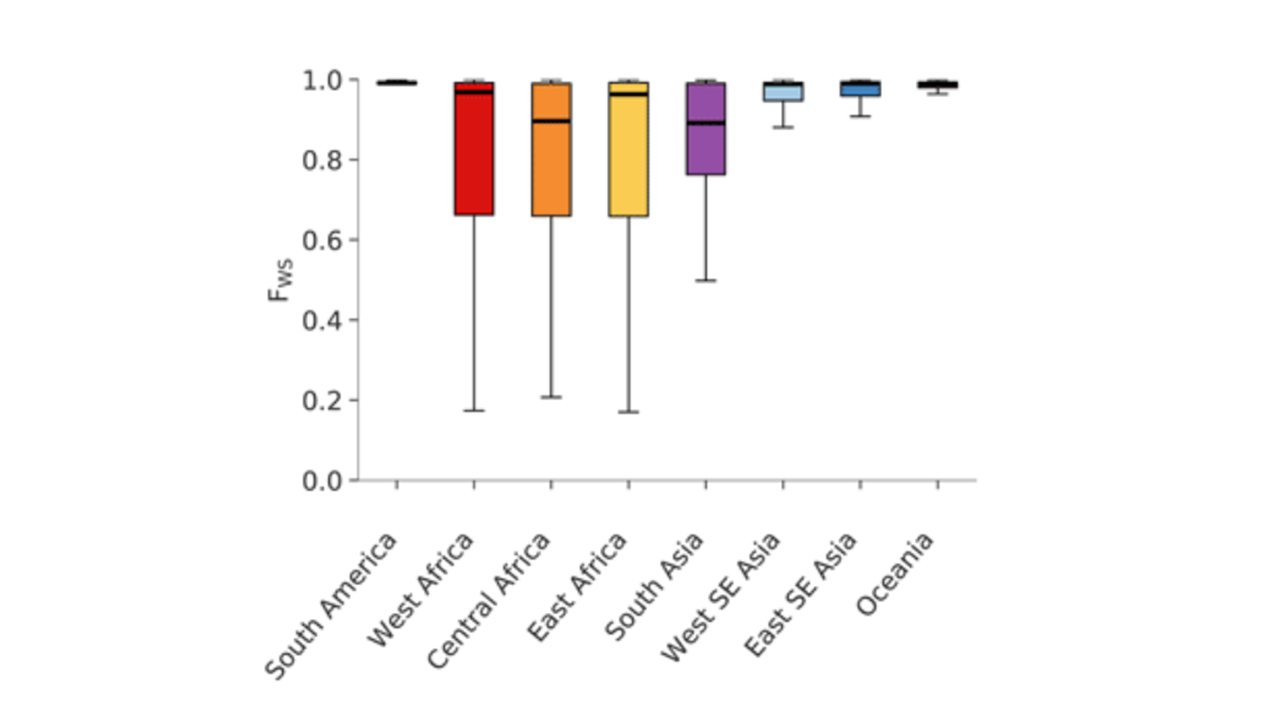 1.0
0.8
0.6
0.4
0.2
0.0
Fws
South America
West Africa
Central Africa
East Africa
South Asia
West SE Asia
East SE Asia
Oceania